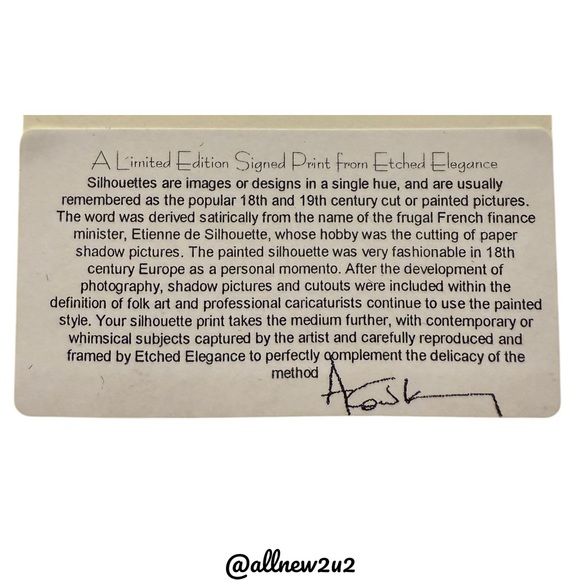 A Limited Edition Signed Print from Etched Elegance
Silhouettes are images or designs in a single hue, and are usually
remembered as the popular 18th and 19th century cut or painted pictures.
The word was derived satirically from the name of the frugal French finance
minister, Etienne de Silhouette, whose hobby was the cutting of paper
shadow pictures. The painted silhouette was very fashionable in 18th
century Europe as a personal momento. After the development of
photography, shadow pictures and cutouts were included within the
definition of folk art and professional caricaturists continue to use the painted
style. Your silhouette print takes the medium further, with contemporary or
whimsical subjects captured by the artist and carefully reproduced and
framed by Etched Elegance to perfectly complement the delicacy of the
method
@allnew2u2